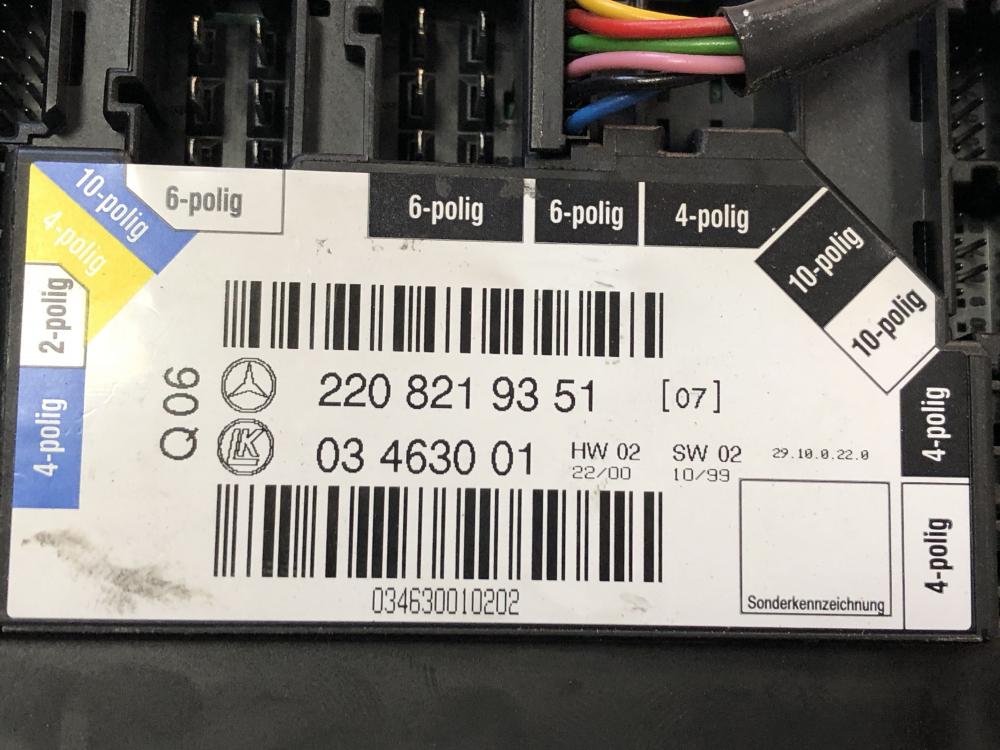 10-polig
4-polig
2-polig
4-polig
6-polig
6-polig
6-polig
4-polig
10-polig
10-polig
4-polig
4-polig
Q 06
220 821 93 51 [07]
LK
03 4630 01 HW 02 SW 02 29.10.0.22.0
22/00 10/99
034630010202
Sonderkennzeichnung